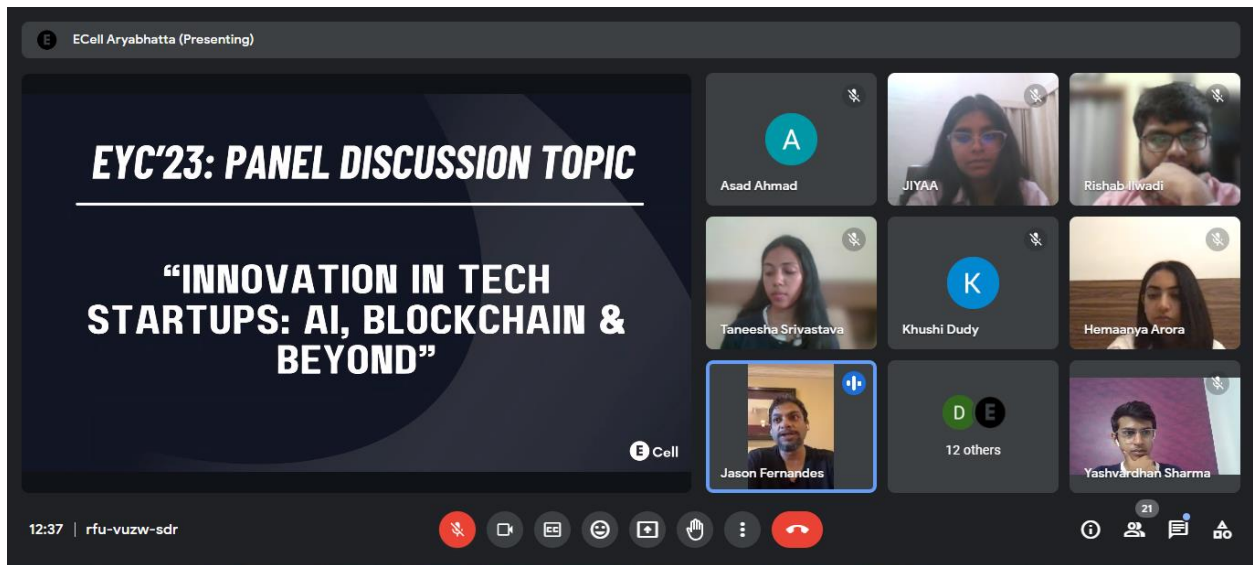 E ECell Aryabhatta (Presenting)
EYC'23: PANEL DISCUSSION TOPIC
“INNOVATION IN TECH
STARTUPS: AI, BLOCKCHAIN &
BEYOND”
E Cell
A
Asad Ahmad
JIYAA
Rishab Ilwadi
Taneesha Srivastava
K
Khushi Dudy
Hemaanya Arora
Jason Fernandes
D E
12 others
Yashvardhan Sharma
12:37 | rfu-vuzw-sdr
CC
21